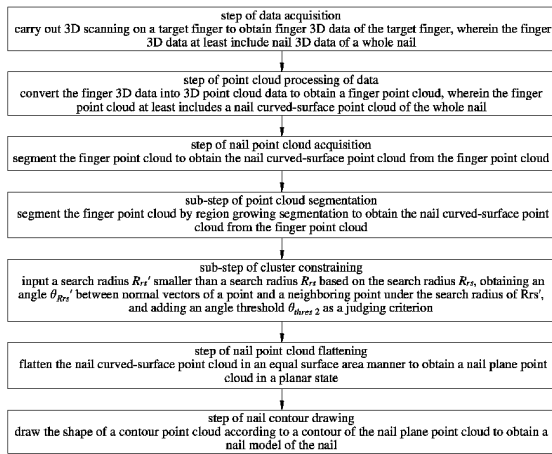 step of data acquisition
carry out 3D scanning on a target finger to obtain finger 3D data of the target finger, wherein the finger
3D data at least include nail 3D data of a whole nail
step of point cloud processing of data
convert the finger 3D data into 3D point cloud data to obtain a finger point cloud, wherein the finger
point cloud at least includes a nail curved-surface point cloud of the whole nail
step of nail point cloud acquisition
segment the finger point cloud to obtain the nail curved-surface point cloud from the finger point cloud
sub-step of point cloud segmentation
segment the finger point cloud by region growing segmentation to obtain the nail curved-surface point
cloud from the finger point cloud
sub-step of cluster constraining
input a search radius Rrs' smaller than a search radius Rrs based on the search radius Rrs, obtaining an
angle θRrs' between normal vectors of a point and a neighboring point under the search radius of Rrs',
and adding an angle threshold θthres 2 as a judging criterion
step of nail point cloud flattening
flatten the nail curved-surface point cloud in an equal surface area manner to obtain a nail plane point
cloud in a planar state
step of nail contour drawing
draw the shape of a contour point cloud according to a contour of the nail plane point cloud to obtain a
nail model of the nail